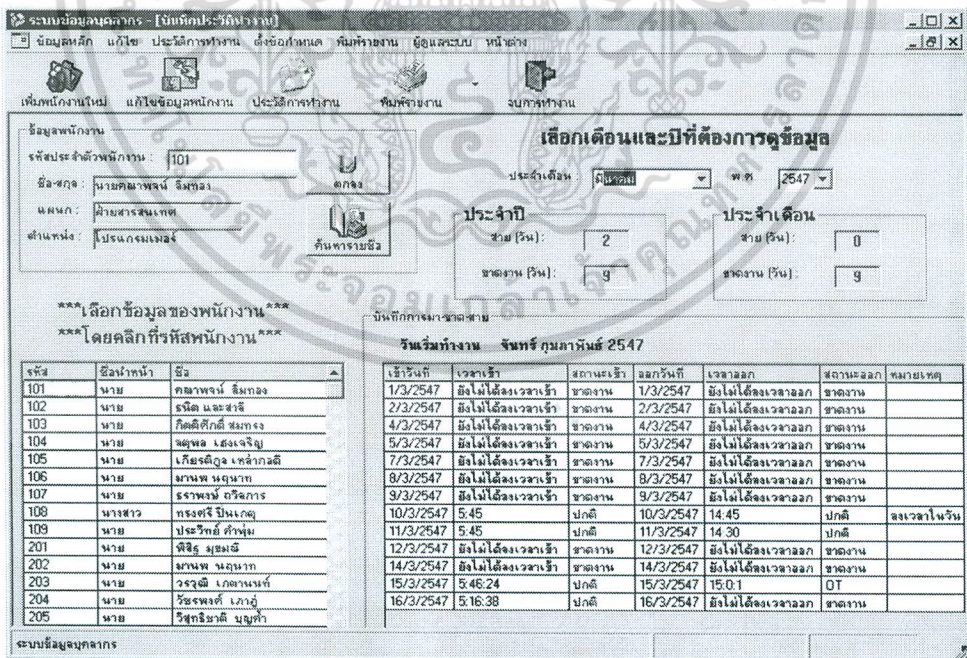 ระบบข้อมูลบุคลากร - [บันทึกประวัติทำงาน]
ข้อมูลหลัก แก้ไข ประวัติการทำงาน ตั้งข้อกำหนด พิมพ์รายงาน ผู้ดูแลระบบ หน้าต่าง
เพิ่มพนักงานใหม่ แก้ไขข้อมูลพนักงาน ประวัติการทำงาน พิมพ์รายงาน จบการทำงาน
ข้อมูลพนักงาน
รหัสประจำตัวพนักงาน : 101
ชื่อ-สกุล : นายคณาพจน์ ฉิมทอง
แผนก : ฝ่ายสารสนเทศ
ตำแหน่ง : โปรแกรมเมอร์
ตกลง
ค้นหารายชื่อ
เลือกเดือนและปีที่ต้องการดูข้อมูล
ประจำเดือน : มีนาคม พ.ศ 2547
ประจำปี
สาย (วัน) : 2
ขาดงาน (วัน) : 9
ประจำเดือน
สาย (วัน) : 0
ขาดงาน (วัน) : 9
***เลือกข้อมูลของพนักงาน***
***โดยคลิกที่รหัสพนักงาน***
รหัส ชื่อนำหน้า ชื่อ
101 นาย คณาพจน์ ฉิมทอง
102 นาย ธนิต และสาธิ
103 นาย กิตติศักดิ์ สมทรง
104 นาย จตุพล เฮงเจริญ
105 นาย เกียรติกูล เหล่ากอดี
106 นาย มานพ
107 นาย ธราพงษ์ ถวิลการ
108 นางสาว ทรงศรี ปิ่นเกตุ
109 นาย ประวิทย์ คำพุ่ม
201 นาย พิสิฐ
202 นาย มานพ
203 นาย วรวุฒิ เกตานนท์
204 นาย วัชรพงศ์ เภาอู่
205 นาย วิสุทธิชาติ บุญคำ
บันทึกการมา-ขาด-สาย
วันเริ่มทำงาน จันทร์ กุมภาพันธ์ 2547
เข้าวันที่ เวลาเข้า สถานะเข้า ออกวันที่ เวลาออก สถานะออก หมายเหตุ
1/3/2547 ยังไม่ได้ลงเวลาเข้า ขาดงาน 1/3/2547 ยังไม่ได้ลงเวลาออก ขาดงาน
2/3/2547 ยังไม่ได้ลงเวลาเข้า ขาดงาน 2/3/2547 ยังไม่ได้ลงเวลาออก ขาดงาน
4/3/2547 ยังไม่ได้ลงเวลาเข้า ขาดงาน 4/3/2547 ยังไม่ได้ลงเวลาออก ขาดงาน
5/3/2547 ยังไม่ได้ลงเวลาเข้า ขาดงาน 5/3/2547 ยังไม่ได้ลงเวลาออก ขาดงาน
7/3/2547 ยังไม่ได้ลงเวลาเข้า ขาดงาน 7/3/2547 ยังไม่ได้ลงเวลาออก ขาดงาน
8/3/2547 ยังไม่ได้ลงเวลาเข้า ขาดงาน 8/3/2547 ยังไม่ได้ลงเวลาออก ขาดงาน
9/3/2547 ยังไม่ได้ลงเวลาเข้า ขาดงาน 9/3/2547 ยังไม่ได้ลงเวลาออก ขาดงาน
10/3/2547 5:45 ปกติ 10/3/2547 14:45 ปกติ ลงเวลาในวัน
11/3/2547 5:45 ปกติ 11/3/2547 14:30 ปกติ
12/3/2547 ยังไม่ได้ลงเวลาเข้า ขาดงาน 12/3/2547 ยังไม่ได้ลงเวลาออก ขาดงาน
14/3/2547 ยังไม่ได้ลงเวลาเข้า ขาดงาน 14/3/2547 ยังไม่ได้ลงเวลาออก ขาดงาน
15/3/2547 5:46:24 ปกติ 15/3/2547 15:0:1 OT
16/3/2547 5:16:38 ปกติ 16/3/2547 ยังไม่ได้ลงเวลาออก ขาดงาน
ระบบข้อมูลบุคลากร